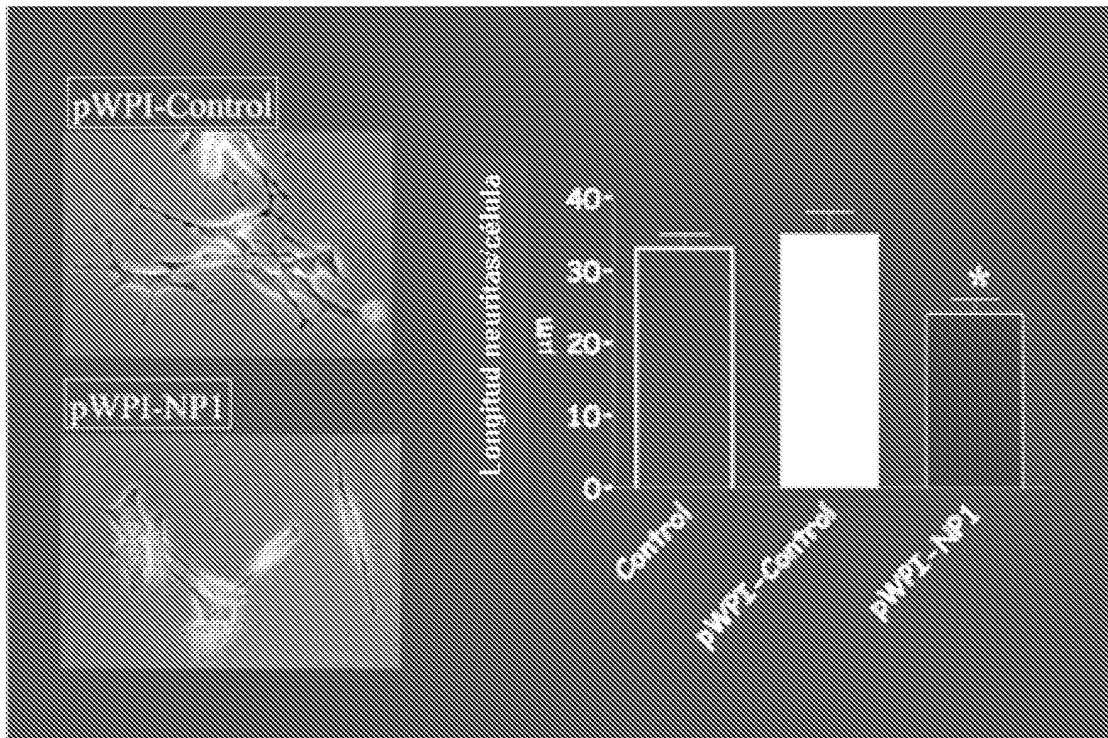 pWPI-Control
pWPI-NP1
Longitud neuritas/célula
µm
40-
30-
20-
10-
0-
*
Control
pWPI-Control
pWPI-NP1